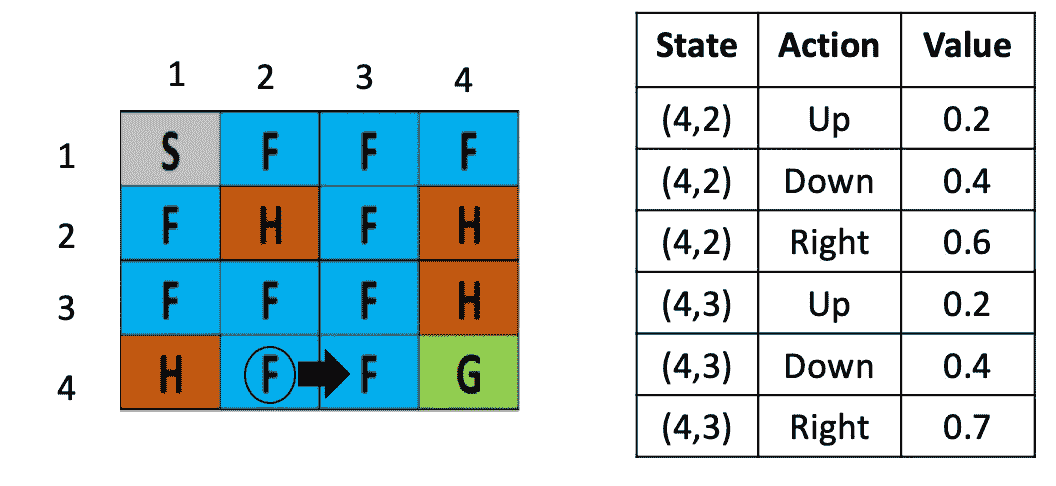 1 2 3 4
1 S F F F
2 F H F H
3 F F F H
4 H F F G
State Action Value
(4,2) Up 0.2
(4,2) Down 0.4
(4,2) Right 0.6
(4,3) Up 0.2
(4,3) Down 0.4
(4,3) Right 0.7